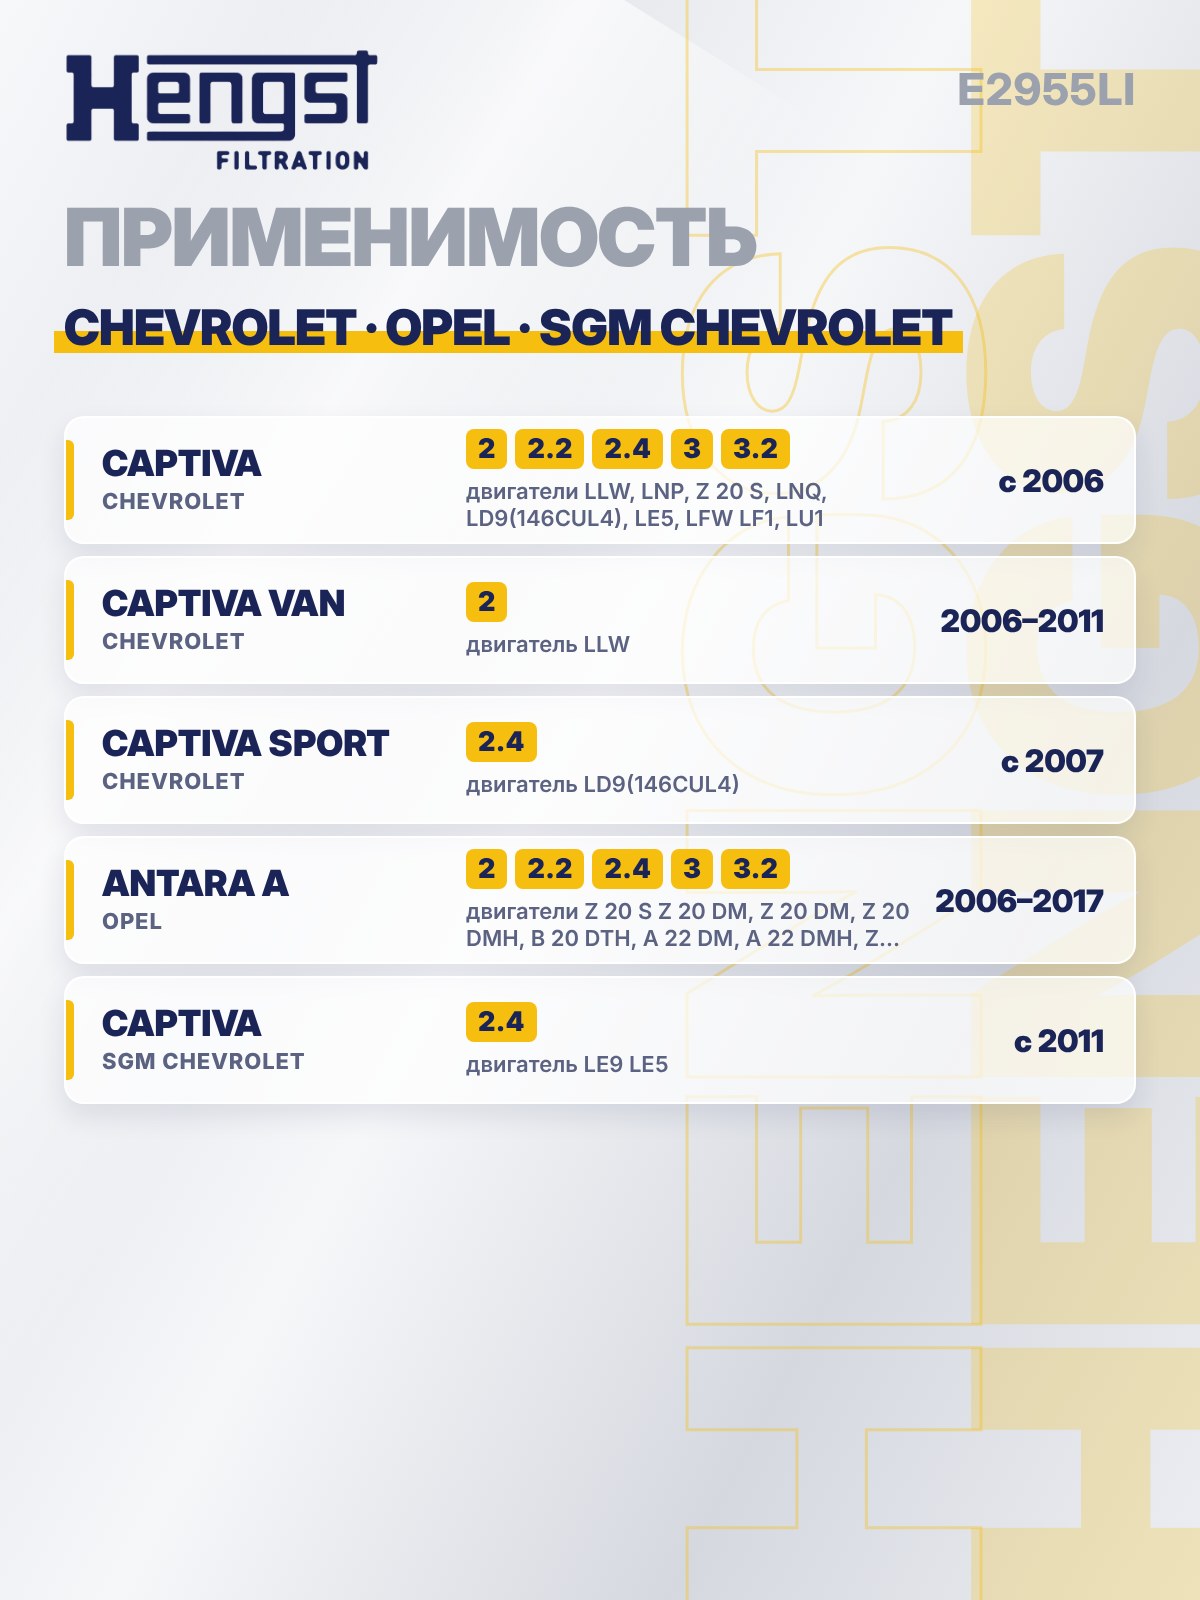 Hengst
FILTRATION
E2955LI
ПРИМЕНИМОСТЬ
CHEVROLET · OPEL · SGM CHEVROLET
CAPTIVA
CHEVROLET
2 2.2 2.4 3 3.2
двигатели LLW, LNP, Z 20 S, LNQ,
LD9(146CUL4), LE5, LFW LF1, LU1
с 2006
CAPTIVA VAN
CHEVROLET
2
двигатель LLW
2006–2011
CAPTIVA SPORT
CHEVROLET
2.4
двигатель LD9(146CUL4)
с 2007
ANTARA A
OPEL
2 2.2 2.4 3 3.2
двигатели Z 20 S Z 20 DM, Z 20 DM, Z 20
DMH, B 20 DTH, A 22 DM, A 22 DMH, Z...
2006–2017
CAPTIVA
SGM CHEVROLET
2.4
двигатель LE9 LE5
с 2011
HENGST
HENGST